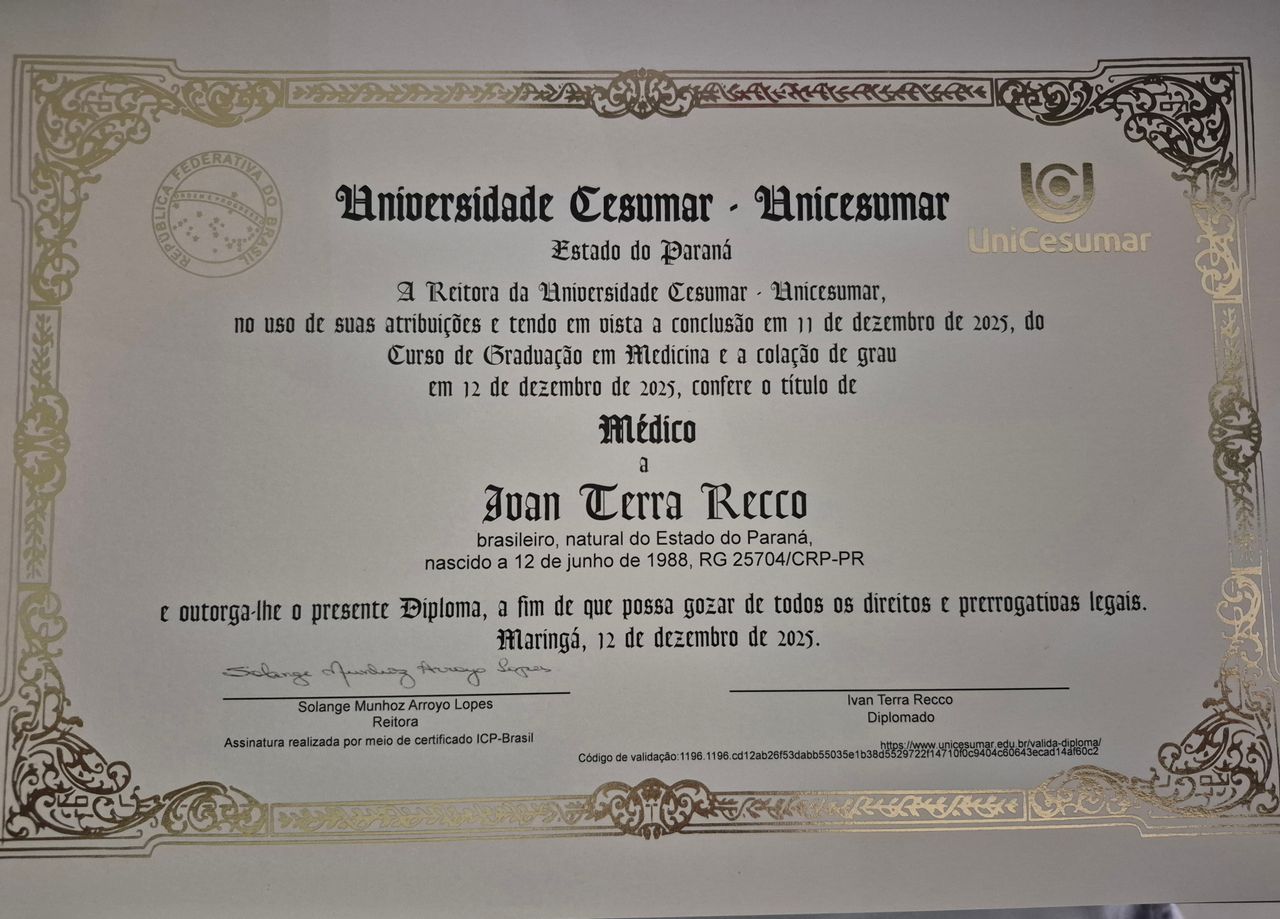 REPÚBLICA FEDERATIVA DO BRASIL
ORDEM E PROGRESSO
UniCesumar
Universidade Cesumar - Unicesumar
Estado do Paraná
A Reitora da Universidade Cesumar - Unicesumar,
no uso de suas atribuições e tendo em vista a conclusão em 11 de dezembro de 2025, do
Curso de Graduação em Medicina e a colação de grau
em 12 de dezembro de 2025, confere o título de
Médico
a
Ivan Terra Recco
brasileiro, natural do Estado do Paraná,
nascido a 12 de junho de 1988, RG 25704/CRP-PR
e outorga-lhe o presente Diploma, a fim de que possa gozar de todos os direitos e prerrogativas legais.
Maringá, 12 de dezembro de 2025.
Solange Munhoz Arroyo Lopes
Solange Munhoz Arroyo Lopes
Reitora
Assinatura realizada por meio de certificado ICP-Brasil
Ivan Terra Recco
Diplomado
https://www.unicesumar.edu.br/valida-diploma/
Código de validação:1196.1196.cd12ab26f53dabb55035e1b38d5529722f14710f0c9404c60643ecad14af60c2